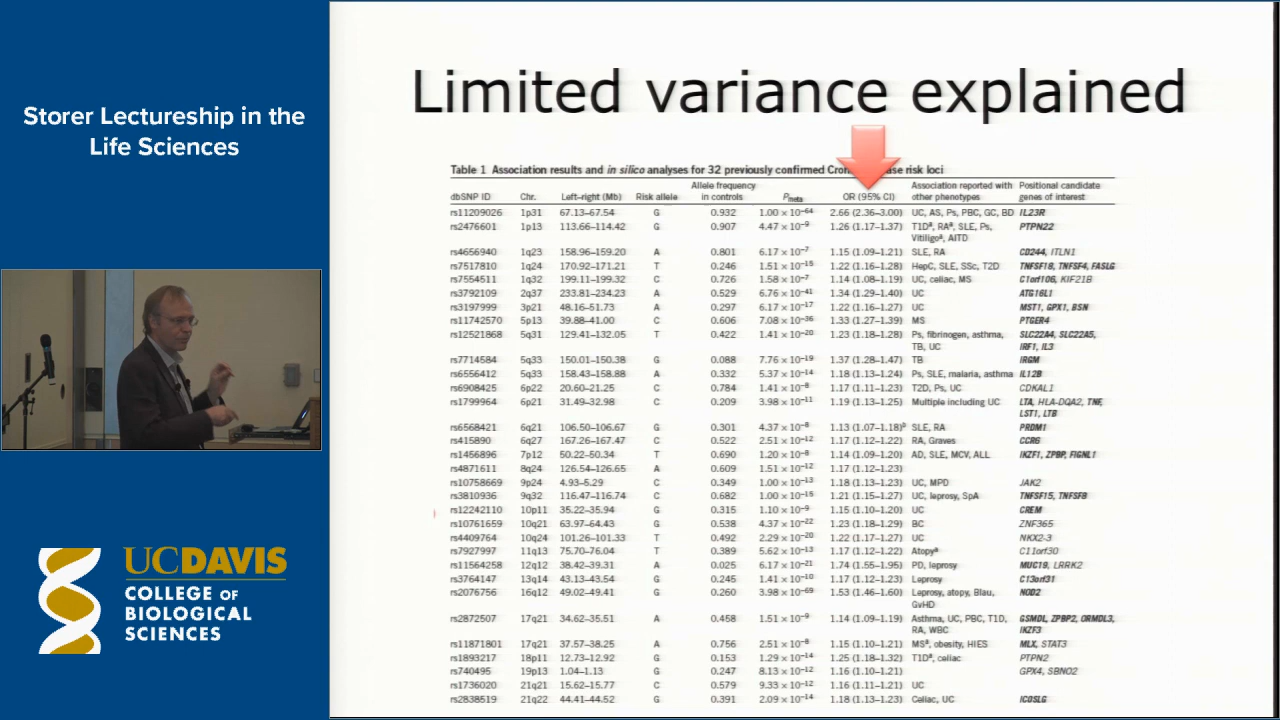 Storer Lectureship in the
Life Sciences
UCDAVIS
COLLEGE OF
BIOLOGICAL
SCIENCES
Limited variance explained
Table 1 Association results and in silico analyses for 32 previously confirmed Cro ase risk loci
Allele frequency Association reported with Positional candidate
dbSNP ID Chr. Left–right (Mb) Risk allele in controls Pmeta OR (95% CI) other phenotypes genes of interest
rs11209026 1p31 67.13–67.54 G 0.932 1.00 × 10−64 2.66 (2.36–3.00) UC, AS, Ps, PBC, GC, BD IL23R
rs2476601 1p13 113.66–114.42 G 0.907 4.47 × 10−9 1.26 (1.17–1.37) T1Da, RAa, SLE, Ps, PTPN22
Vitiligoa, AITD
rs4656940 1q23 158.96–159.20 A 0.801 6.17 × 10−7 1.15 (1.09–1.21) SLE, RA CD244, ITLN1
rs7517810 1q24 170.92–171.21 T 0.246 1.51 × 10−15 1.22 (1.16–1.28) HepC, SLE, SSc, T2D TNFSF18, TNFSF4, FASLG
rs7554511 1q32 199.11–199.32 C 0.726 1.58 × 10−7 1.14 (1.08–1.19) UC, celiac, MS C1orf106, KIF21B
rs3792109 2q37 233.81–234.23 A 0.529 6.76 × 10−41 1.34 (1.29–1.40) UC ATG16L1
rs3197999 3p21 48.16–51.73 A 0.297 6.17 × 10−17 1.22 (1.16–1.27) UC MST1, GPX1, BSN
rs11742570 5p13 39.88–41.00 C 0.606 7.08 × 10−36 1.33 (1.27–1.39) MS PTGER4
rs12521868 5q31 129.41–132.05 T 0.422 1.41 × 10−20 1.23 (1.18–1.28) Ps, fibrinogen, asthma, SLC22A4, SLC22A5,
TB, UC IRF1, IL3
rs7714584 5q33 150.01–150.38 G 0.088 7.76 × 10−19 1.37 (1.28–1.47) TB IRGM
rs6556412 5q33 158.43–158.88 A 0.332 5.37 × 10−14 1.18 (1.13–1.24) Ps, SLE, malaria, asthma IL12B
rs6908425 6p22 20.60–21.25 C 0.784 1.41 × 10−8 1.17 (1.11–1.23) T2D, Ps, UC CDKAL1
rs1799964 6p21 31.49–32.98 C 0.209 3.98 × 10−11 1.19 (1.13–1.25) Multiple including UC LTA, HLA-DQA2, TNF,
LST1, LTB
rs6568421 6q21 106.50–106.67 G 0.301 4.37 × 10−8 1.13 (1.07–1.18)b SLE, RA PRDM1
rs415890 6q27 167.26–167.47 C 0.522 2.51 × 10−12 1.17 (1.12–1.22) RA, Graves CCR6
rs1456896 7p12 50.22–50.34 T 0.690 1.20 × 10−8 1.14 (1.09–1.20) AD, SLE, MCV, ALL IKZF1, ZPBP, FIGNL1
rs4871611 8q24 126.54–126.65 A 0.609 1.51 × 10−12 1.17 (1.12–1.23)
rs10758669 9p24 4.93–5.29 C 0.349 1.00 × 10−13 1.18 (1.13–1.23) UC, MPD JAK2
rs3810936 9q32 116.47–116.74 C 0.682 1.00 × 10−15 1.21 (1.15–1.27) UC, leprosy, SpA TNFSF15, TNFSF8
rs12242110 10p11 35.22–35.94 G 0.315 1.10 × 10−9 1.15 (1.10–1.20) UC CREM
rs10761659 10q21 63.97–64.43 G 0.538 4.37 × 10−22 1.23 (1.18–1.29) BC ZNF365
rs4409764 10q24 101.26–101.33 T 0.492 2.29 × 10−20 1.22 (1.17–1.27) UC NKX2-3
rs7927997 11q13 75.70–76.04 T 0.389 5.62 × 10−13 1.17 (1.12–1.22) Atopya C11orf30
rs11564258 12q12 38.42–39.31 A 0.025 6.17 × 10−21 1.74 (1.55–1.95) PD, leprosy MUC19, LRRK2
rs3764147 13q14 43.13–43.54 G 0.245 1.41 × 10−10 1.17 (1.12–1.23) Leprosy C13orf31
rs2076756 16q12 49.02–49.41 G 0.260 3.98 × 10−69 1.53 (1.46–1.60) Leprosy, atopy, Blau, NOD2
GvHD
rs2872507 17q21 34.62–35.51 A 0.458 1.51 × 10−9 1.14 (1.09–1.19) Asthma, UC, PBC, T1D, GSMDL, ZPBP2, ORMDL3,
RA, WBC IKZF3
rs11871801 17q21 37.57–38.25 A 0.756 2.51 × 10−8 1.15 (1.10–1.21) MSa, obesity, HIES MLX, STAT3
rs1893217 18p11 12.73–12.92 G 0.153 1.29 × 10−14 1.25 (1.18–1.32) T1Da, celiac PTPN2
rs740495 19p13 1.04–1.13 G 0.247 8.13 × 10−12 1.16 (1.10–1.21) GPX4, SBNO2
rs1736020 21q21 15.62–15.77 C 0.579 9.33 × 10−12 1.16 (1.11–1.21) UC
rs2838519 21q22 44.41–44.52 G 0.391 2.09 × 10−14 1.18 (1.13–1.23) Celiac, UC ICOSLG